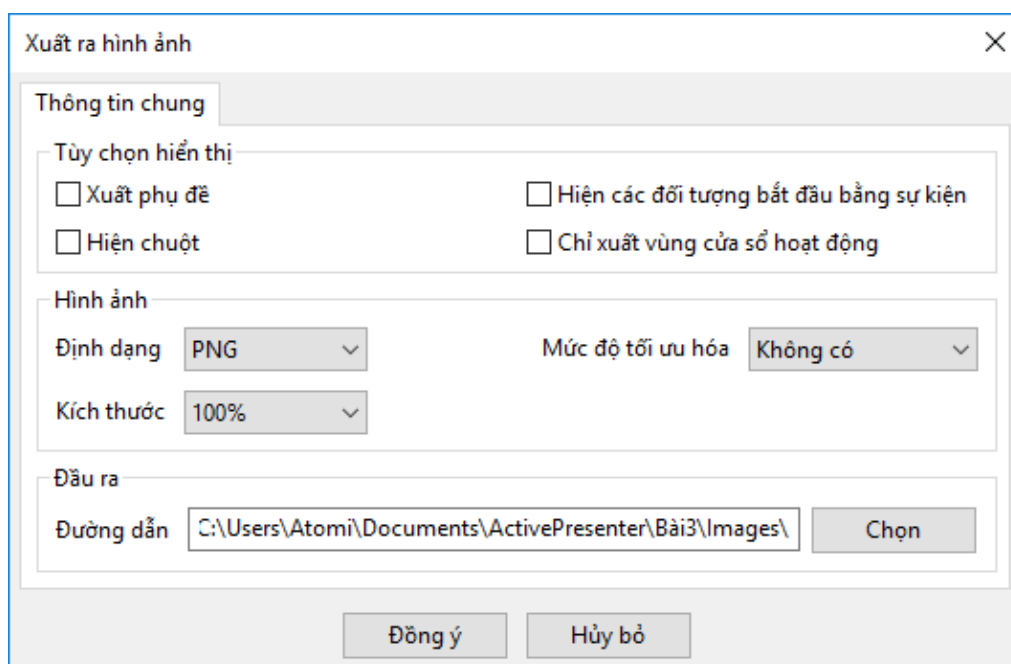 Xuất ra hình ảnh
Thông tin chung
Tùy chọn hiển thị
Xuất phụ đề
Hiện các đối tượng bắt đầu bằng sự kiện
Hiện chuột
Chỉ xuất vùng cửa sổ hoạt động
Hình ảnh
Định dạng PNG Mức độ tối ưu hóa Không có
Kích thước 100%
Đầu ra
Đường dẫn C:\Users\Atomi\Documents\ActivePresenter\Bài3\Images\ Chọn
Đồng ý Hủy bỏ